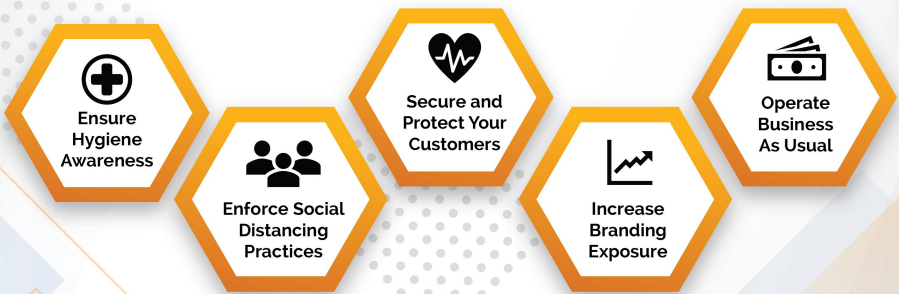 Ensure
Hygiene
Awareness
Enforce Social
Distancing
Practices
Secure and
Protect Your
Customers
Increase
Branding
Exposure
Operate
Business
As Usual